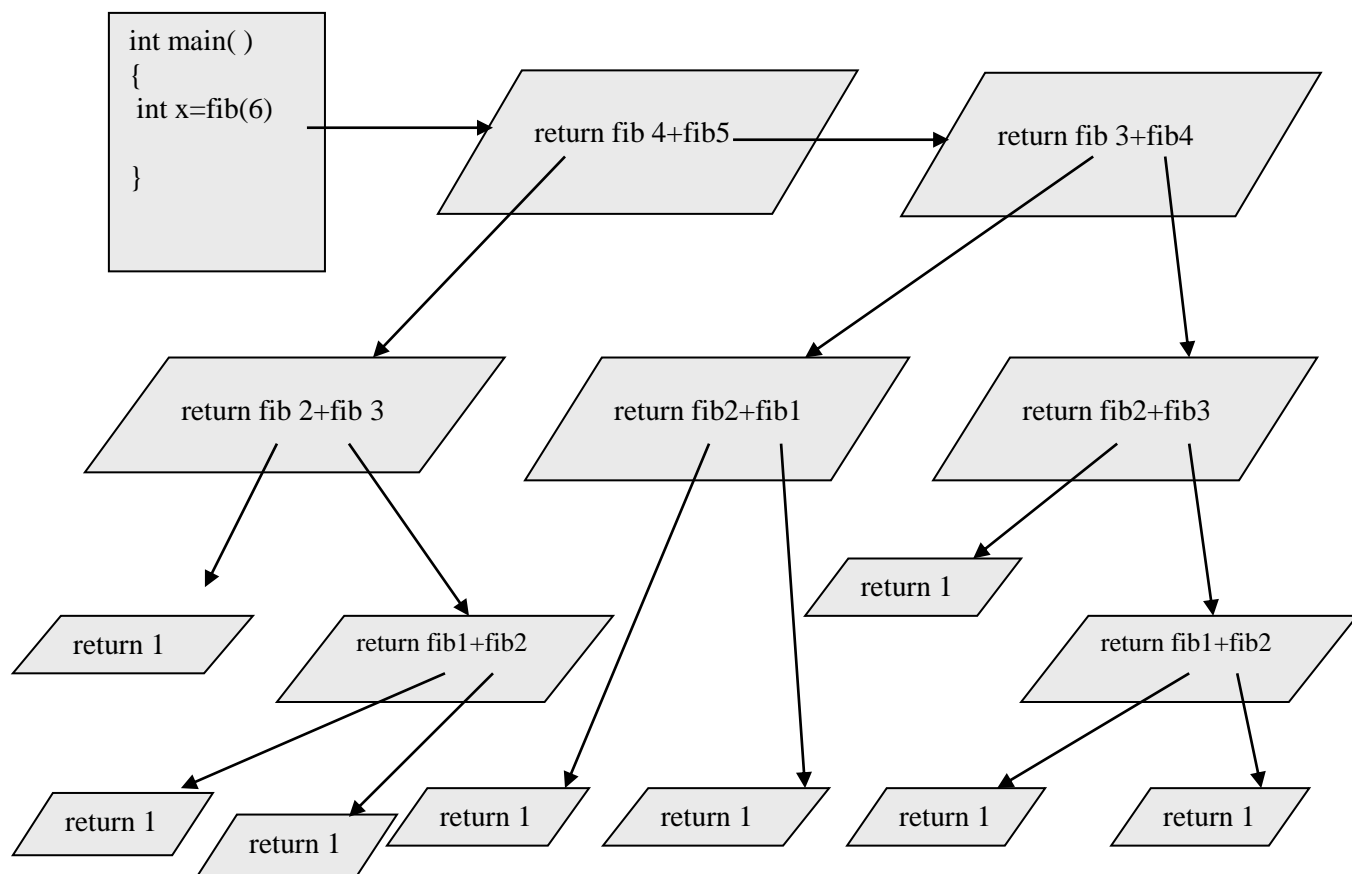 int main( )
{
int x=fib(6)
}
return fib 4+fib5
return fib 3+fib4
return fib 2+fib 3
return fib2+fib1
return fib2+fib3
return 1
return 1
return fib1+fib2
return fib1+fib2
return 1
return 1
return 1
return 1
return 1
return 1